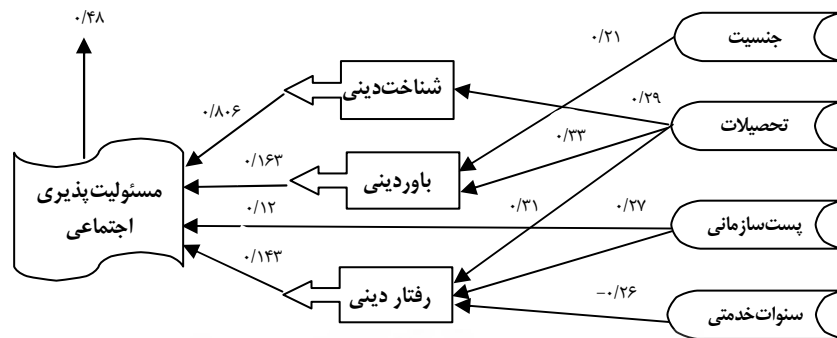 ۰/۴۸
جنسیت
۰/۲۱
شناخت‌دینی
۰/۸۰۶
۰/۲۹
تحصیلات
۰/۳۳
باوردینی
۰/۱۶۳
مسئولیت‌پذیری
اجتماعی
۰/۱۲
۰/۳۱
۰/۲۷
پست‌سازمانی
۰/۱۴۳
رفتار دینی
-۰/۲۶
سنوات‌خدمتی